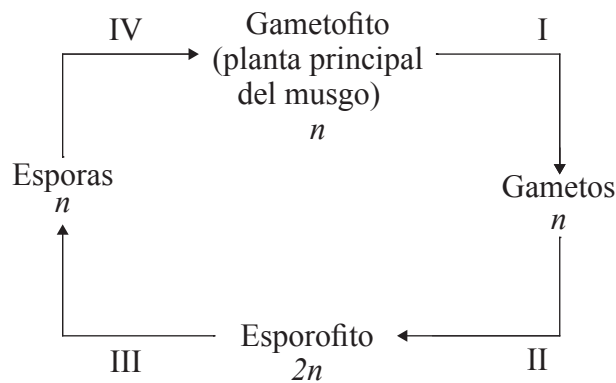 IV
Gametofito
(planta principal
del musgo)
n
I
Esporas
n
Gametos
n
Esporofito
2n
III
II